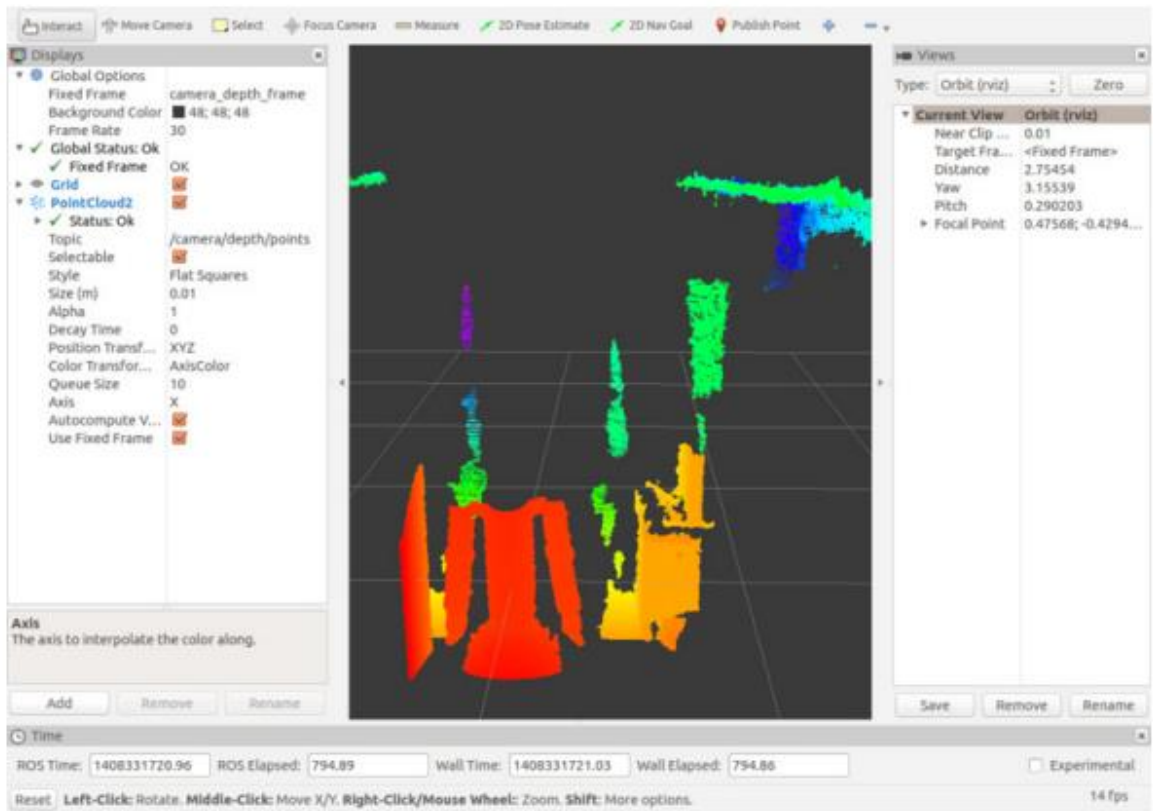 Interact Move Camera Select Focus Camera Measure 2D Pose Estimate 2D Nav Goal Publish Point
Displays
Global Options
Fixed Frame camera_depth_frame
Background Color 48; 48; 48
Frame Rate 30
Global Status: Ok
Fixed Frame OK
Grid
PointCloud2
Status: Ok
Topic /camera/depth/points
Selectable
Style Flat Squares
Size (m) 0.01
Alpha 1
Decay Time 0
Position Transf... XYZ
Color Transfor... AxisColor
Queue Size 10
Axis X
Autocompute V...
Use Fixed Frame
Axis
The axis to interpolate the color along.
Add Remove Rename
Views
Type: Orbit (rviz) Zero
Current View Orbit (rviz)
Near Clip ... 0.01
Target Fra... <Fixed Frame>
Distance 2.75454
Yaw 3.15539
Pitch 0.290203
Focal Point 0.47568; -0.4294...
Save Remove Rename
Time
ROS Time: 1408331720.96 ROS Elapsed: 794.89 Wall Time: 1408331721.03 Wall Elapsed: 794.86 Experimental
Reset Left-Click: Rotate. Middle-Click: Move X/Y. Right-Click/Mouse Wheel: Zoom. Shift: More options. 14 fps